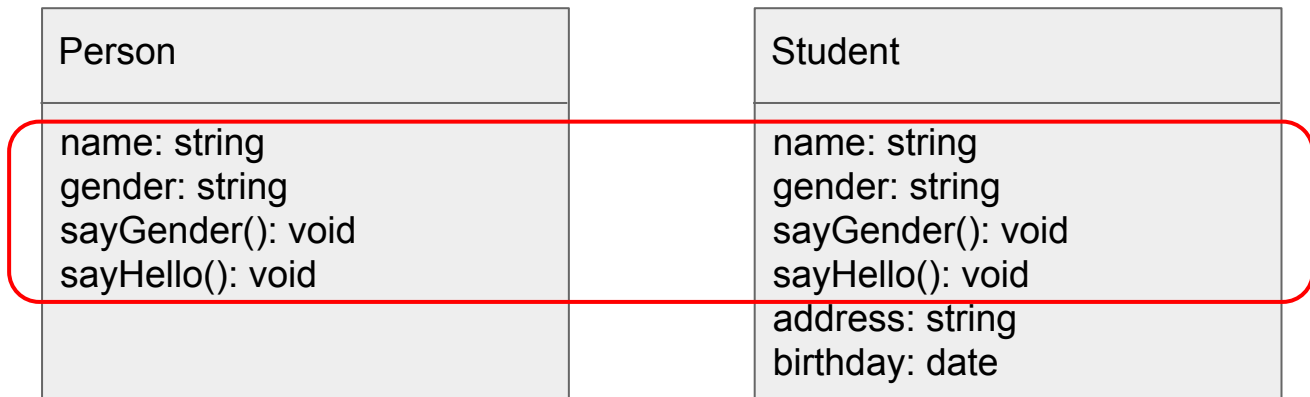 Person
name: string
gender: string
sayGender(): void
sayHello(): void
Student
name: string
gender: string
sayGender(): void
sayHello(): void
address: string
birthday: date